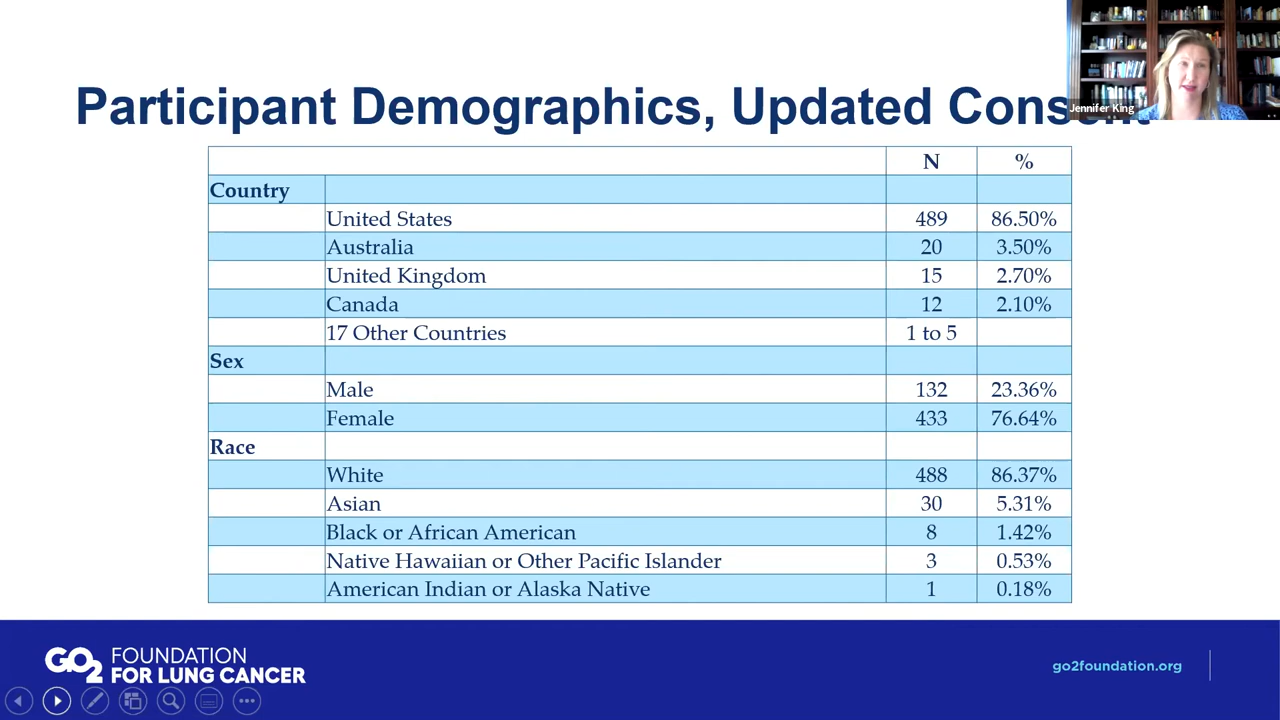 Participant Demographics, Updated
Jennifer King
N %
Country
United States 489 86.50%
Australia 20 3.50%
United Kingdom 15 2.70%
Canada 12 2.10%
17 Other Countries 1 to 5
Sex
Male 132 23.36%
Female 433 76.64%
Race
White 488 86.37%
Asian 30 5.31%
Black or African American 8 1.42%
Native Hawaiian or Other Pacific Islander 3 0.53%
American Indian or Alaska Native 1 0.18%
GO2 FOUNDATION
FOR LUNG CANCER
go2foundation.org